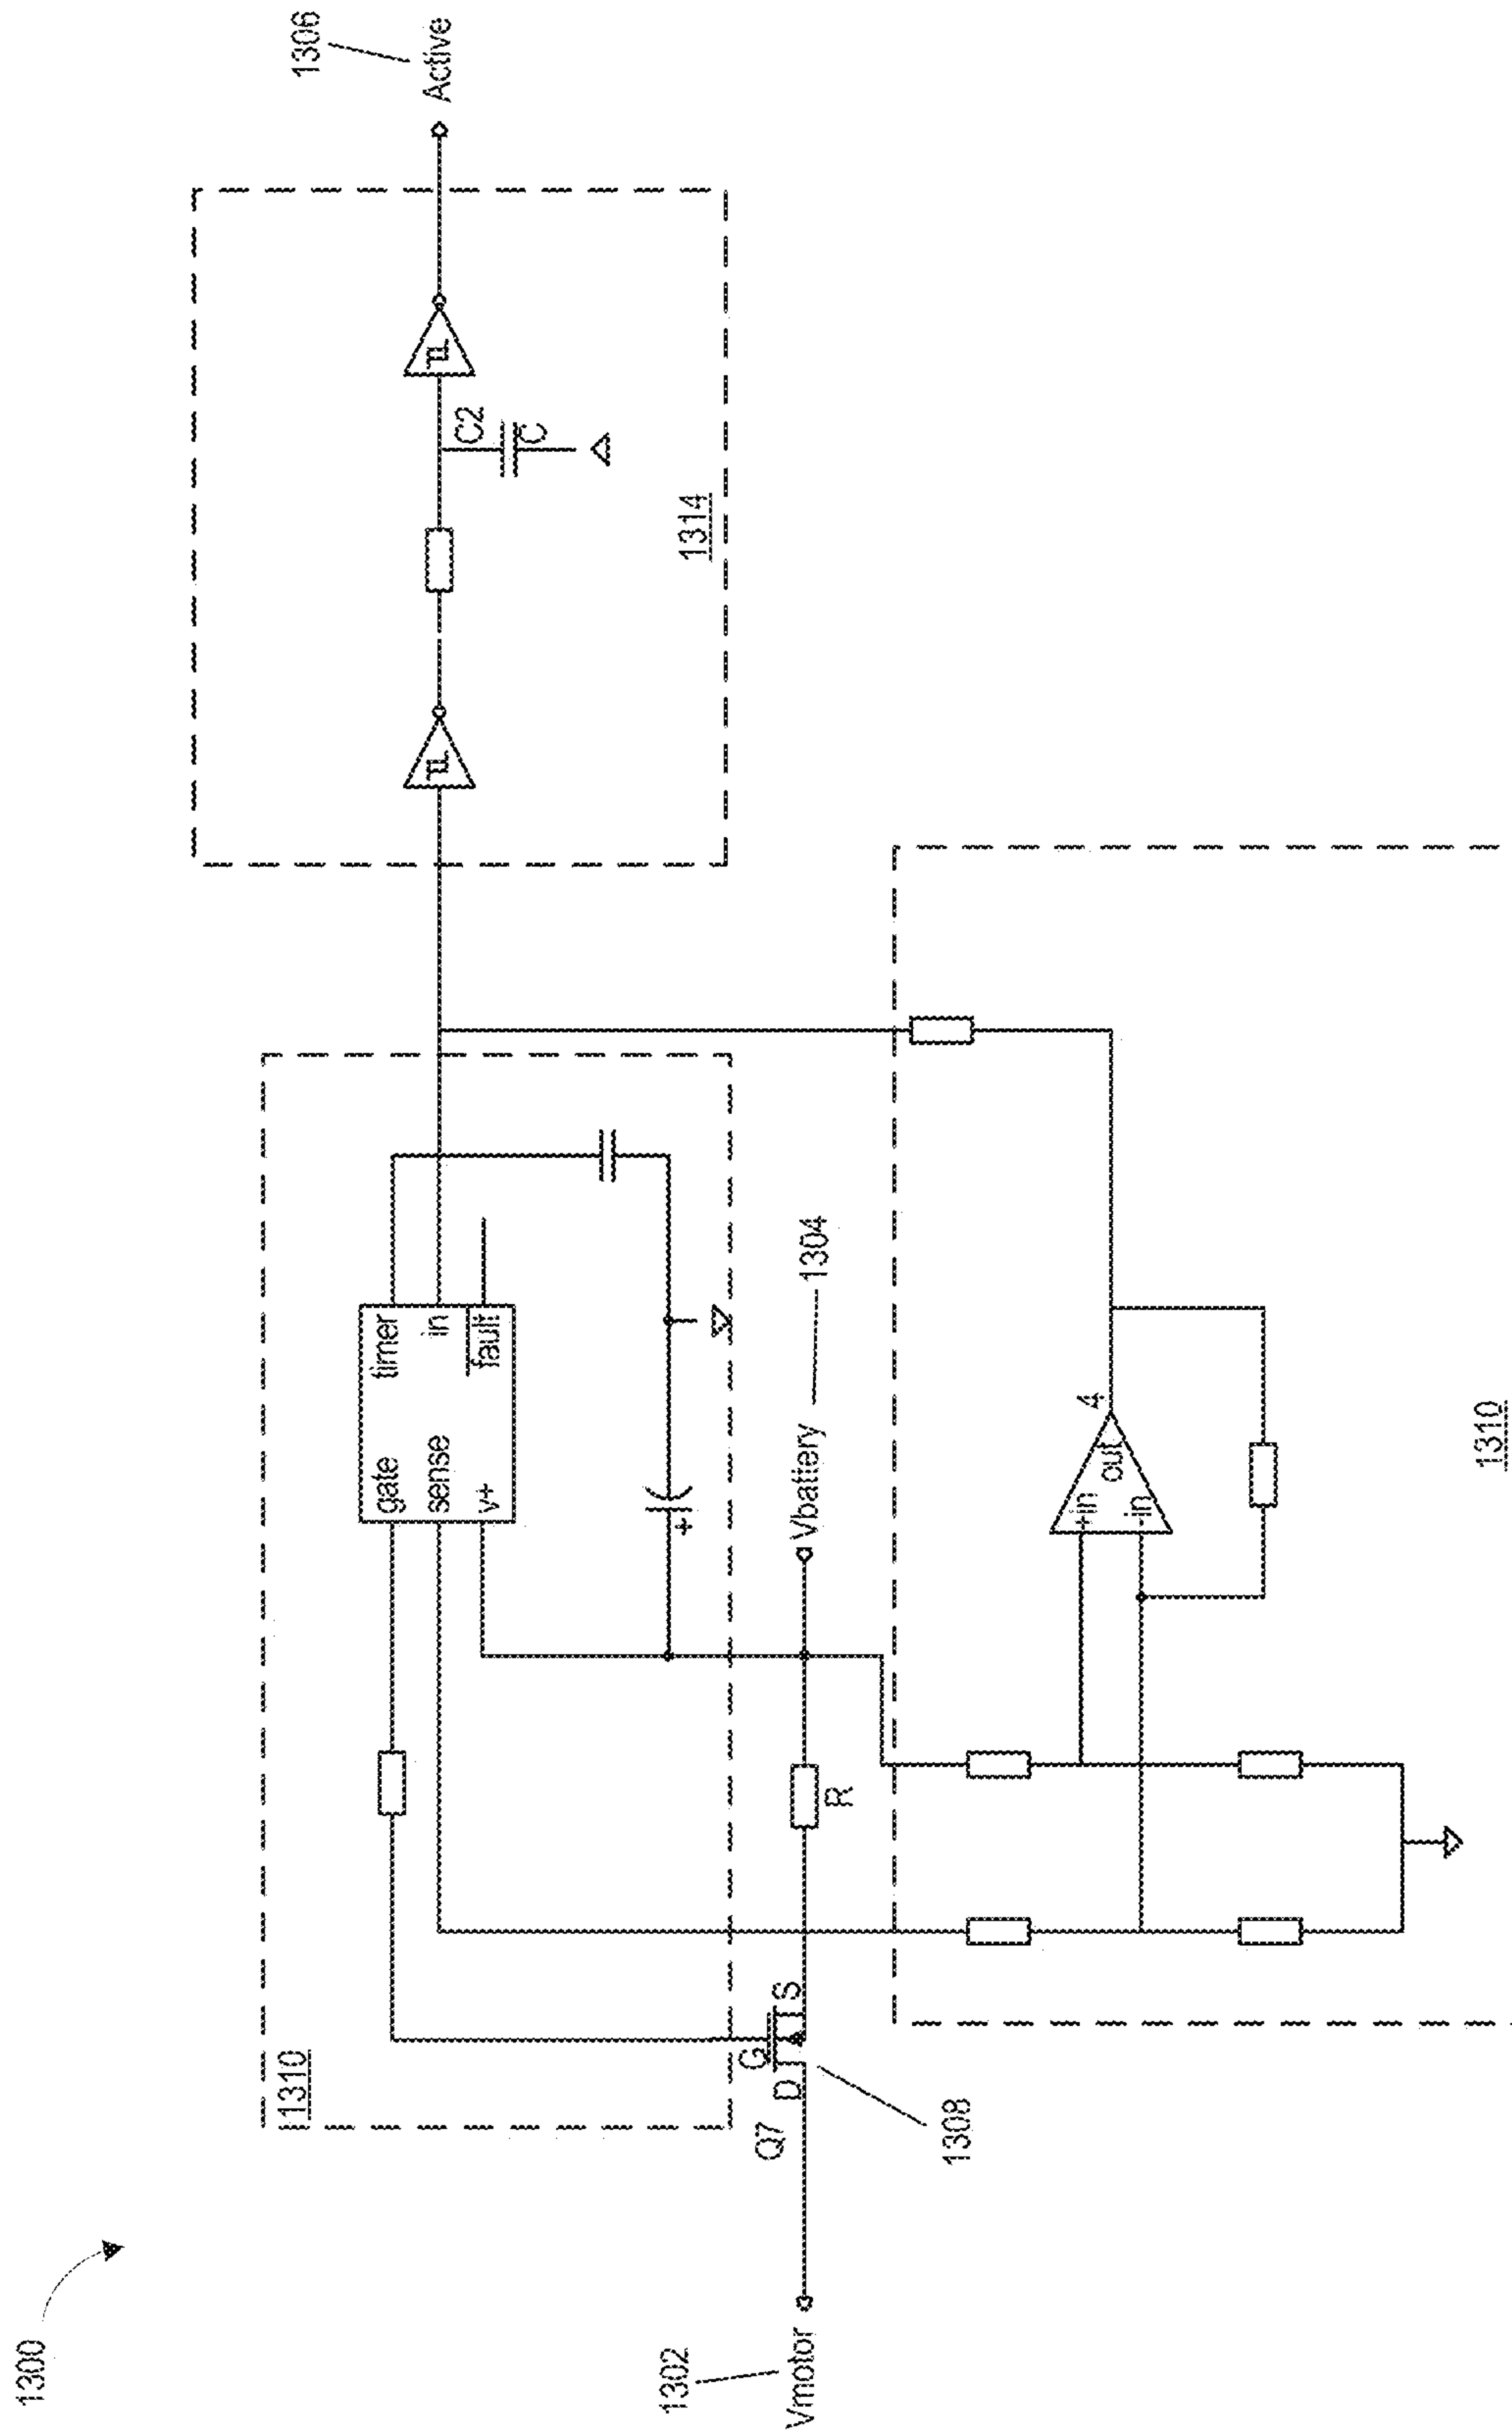 1300
1302
Vmotor
Q7
1308
G
D
S
1310
gate
sense
v+
timer
in
fault
+
R
Vbattery
1304
+in
-in
out
4
1310
1314
C2
C
Active
1306